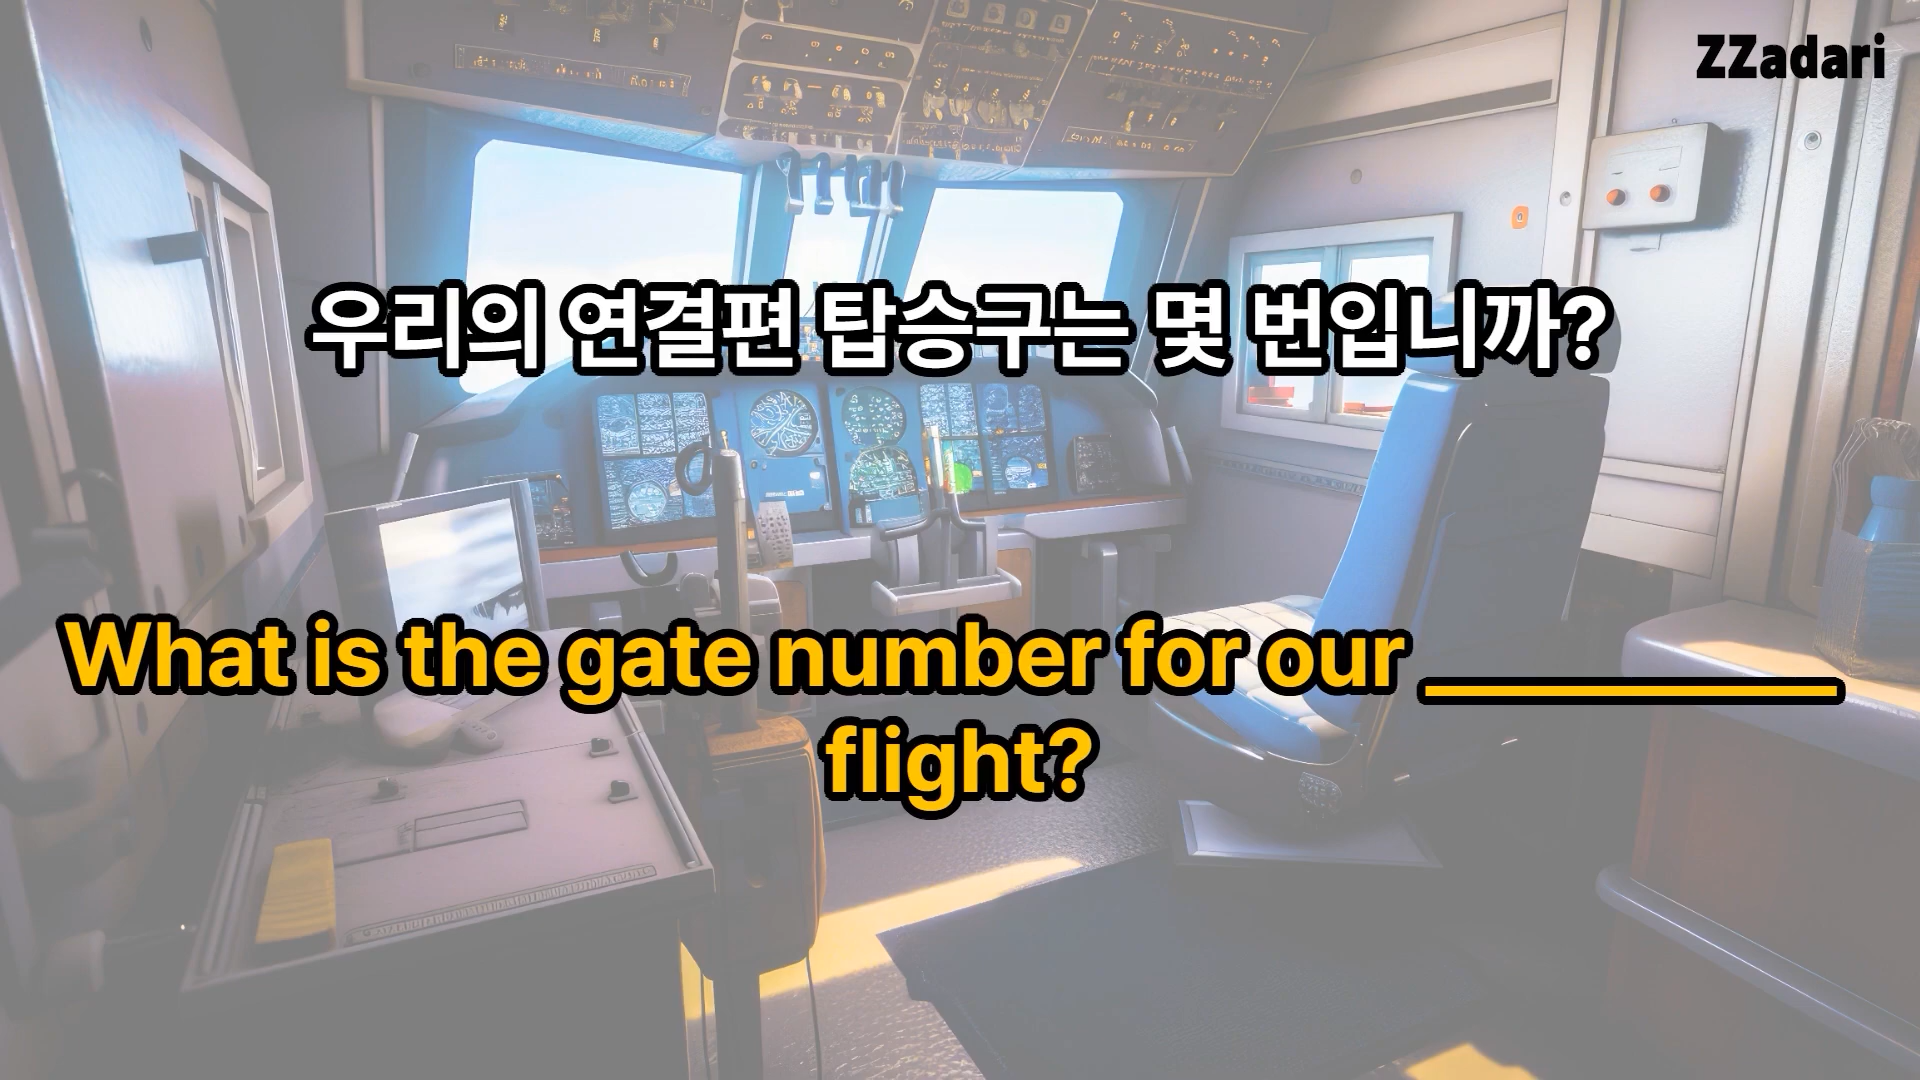 ZZadari
우리의 연결편 탑승구는 몇 번입니까?
What is the gate number for our __________
flight?